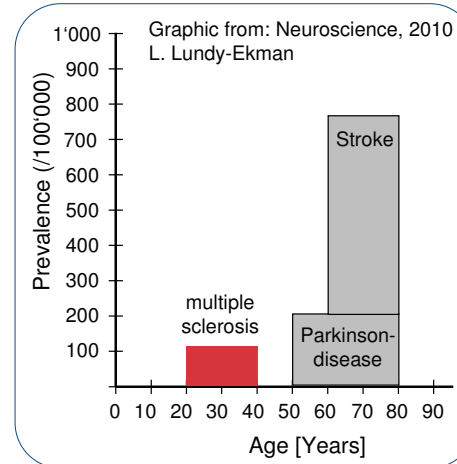 Graphic from: Neuroscience, 2010
L. Lundy-Ekman
Prevalence (/100‘000)
1‘000
900
800
700
600
500
400
300
200
100
Stroke
multiple
sclerosis
Parkinson-
disease
0 10 20 30 40 50 60 70 80 90
Age [Years]